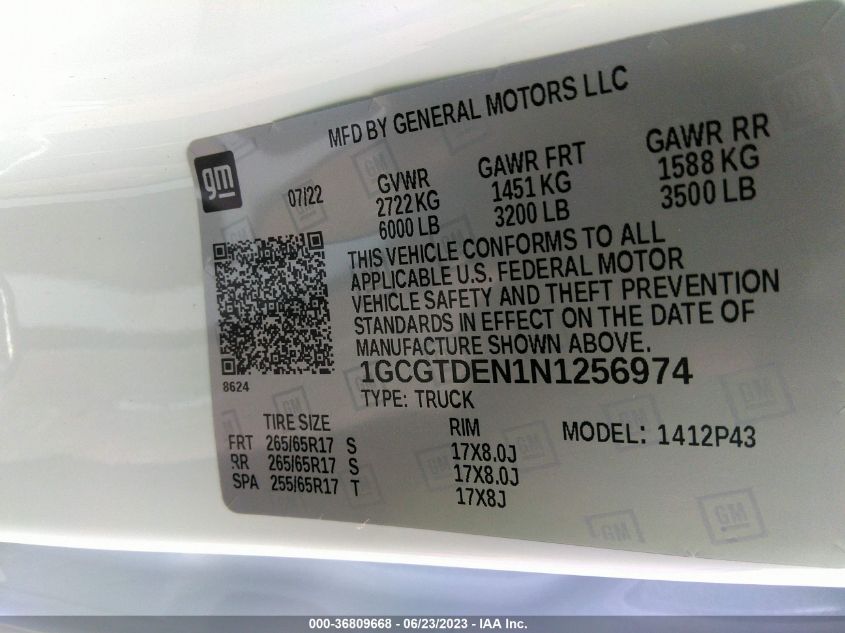 MFD BY GENERAL MOTORS LLC
gm
07/22
GVWR
2722 KG
6000 LB
GAWR FRT
1451 KG
3200 LB
GAWR RR
1588 KG
3500 LB
THIS VEHICLE CONFORMS TO ALL
APPLICABLE U.S. FEDERAL MOTOR
VEHICLE SAFETY AND THEFT PREVENTION
STANDARDS IN EFFECT ON THE DATE OF
MANUFACTURE SHOWN ABOVE.
8624
1GCGTDEN1N1256974
TYPE: TRUCK
MODEL: 1412P43
TIRE SIZE RIM
FRT 265/65R17 S 17X8.0J
RR 265/65R17 S 17X8.0J
SPA 255/65R17 T 17X8J
000-36809668 - 06/23/2023 - IAA Inc.